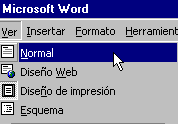 Microsoft Word
Ver Insertar Formato Herramient
Normal
Diseño Web
Diseño de impresión
Esquema